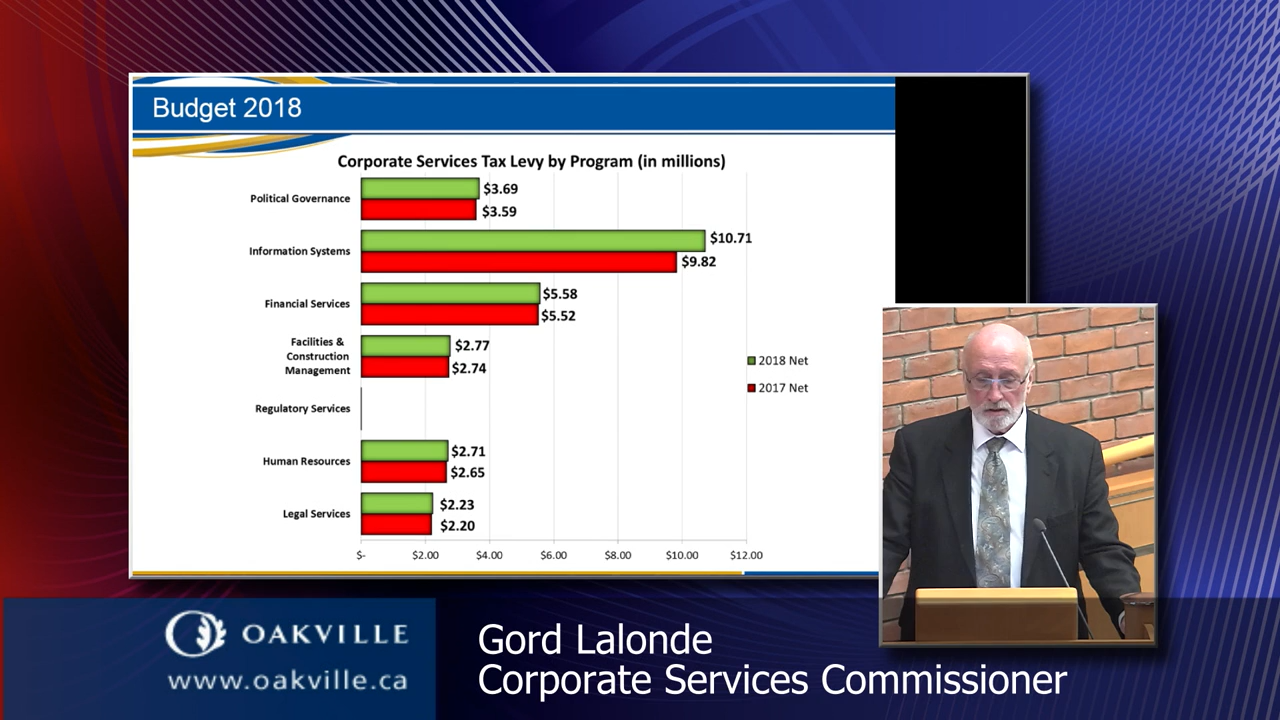 Budget 2018
Corporate Services Tax Levy by Program (in millions)
Political Governance
$3.69
$3.59
Information Systems
$10.71
$9.82
Financial Services
$5.58
$5.52
Facilities &
Construction
Management
$2.77
$2.74
Regulatory Services
Human Resources
$2.71
$2.65
Legal Services
$2.23
$2.20
2018 Net
2017 Net
$- $2.00 $4.00 $6.00 $8.00 $10.00 $12.00
OAKVILLE
www.oakville.ca
Gord Lalonde
Corporate Services Commissioner